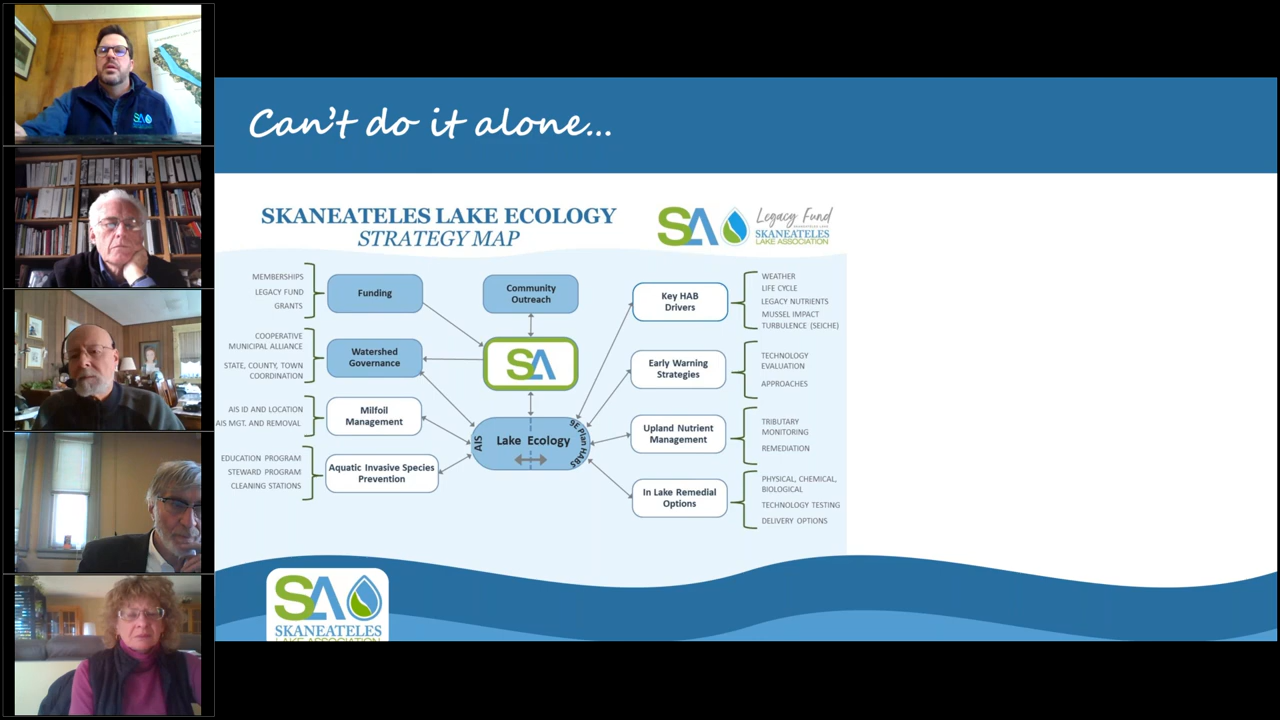 Can't do it alone...
SKANEATELES LAKE ECOLOGY
STRATEGY MAP
SA
Legacy Fund
SKANEATELES
LAKE ASSOCIATION
MEMBERSHIPS
LEGACY FUND
GRANTS
Funding
Community
Outreach
Key HAB
Drivers
WEATHER
LIFE CYCLE
LEGACY NUTRIENTS
MUSSEL IMPACT
TURBULENCE (SEICHE)
COOPERATIVE
MUNICIPAL ALLIANCE
STATE, COUNTY, TOWN
COORDINATION
Watershed
Governance
SA
Early Warning
Strategies
TECHNOLOGY
EVALUATION
APPROACHES
AIS ID AND LOCATION
AIS MGT. AND REMOVAL
Milfoil
Management
AIS
Lake Ecology
9E Plan HABS
Upland Nutrient
Management
TRIBUTARY
MONITORING
REMEDIATION
EDUCATION PROGRAM
STEWARD PROGRAM
CLEANING STATIONS
Aquatic Invasive Species
Prevention
In Lake Remedial
Options
PHYSICAL, CHEMICAL,
BIOLOGICAL
TECHNOLOGY TESTING
DELIVERY OPTIONS
SA
SKANEATELES
LAKE ASSOCIATION